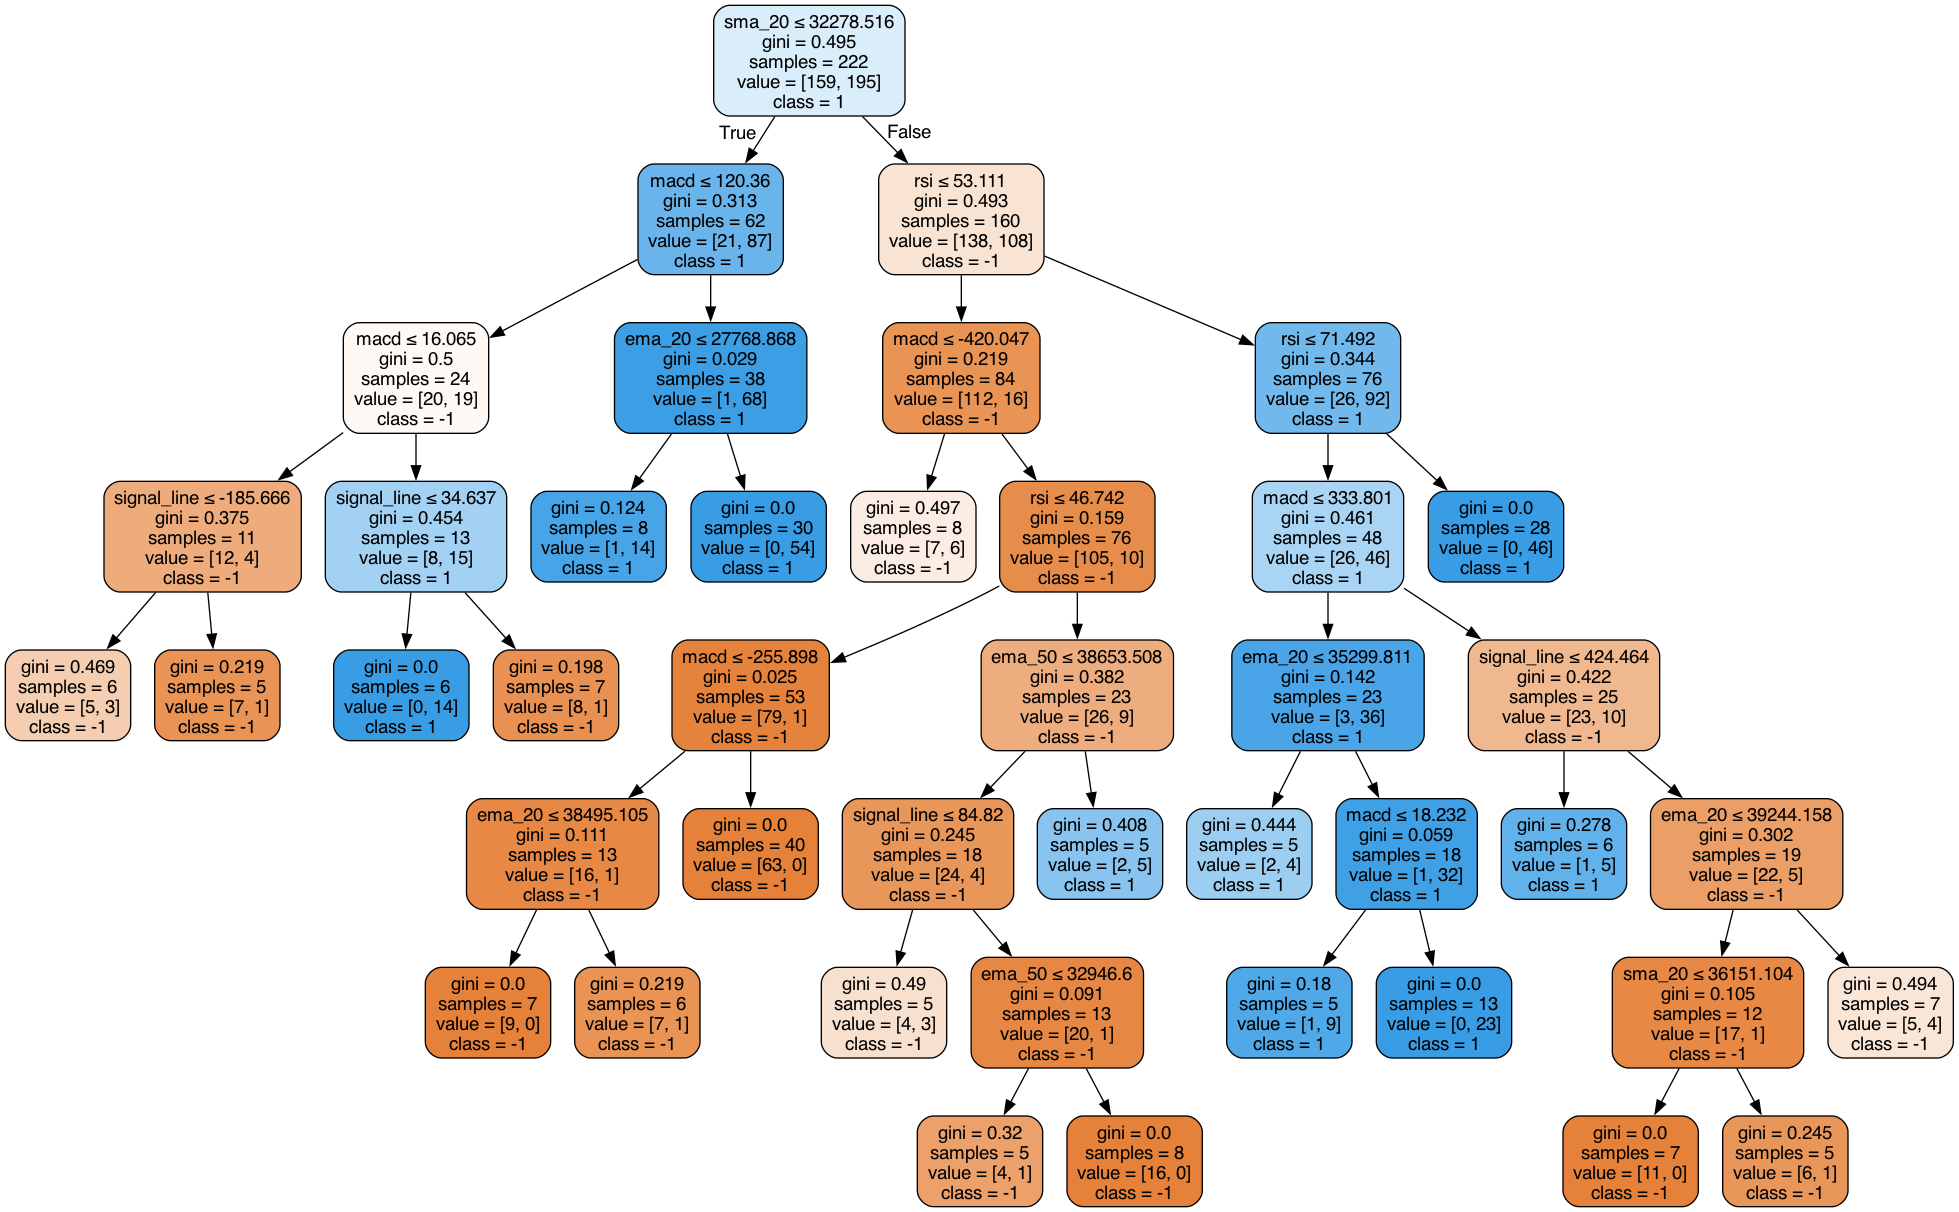 sma_20 ≤ 32278.516
gini = 0.495
samples = 222
value = [159, 195]
class = 1
True
False
macd ≤ 120.36
gini = 0.313
samples = 62
value = [21, 87]
class = 1
rsi ≤ 53.111
gini = 0.493
samples = 160
value = [138, 108]
class = -1
macd ≤ 16.065
gini = 0.5
samples = 24
value = [20, 19]
class = -1
ema_20 ≤ 27768.868
gini = 0.029
samples = 38
value = [1, 68]
class = 1
macd ≤ -420.047
gini = 0.219
samples = 84
value = [112, 16]
class = -1
rsi ≤ 71.492
gini = 0.344
samples = 76
value = [26, 92]
class = 1
signal_line ≤ -185.666
gini = 0.375
samples = 11
value = [12, 4]
class = -1
signal_line ≤ 34.637
gini = 0.454
samples = 13
value = [8, 15]
class = 1
gini = 0.124
samples = 8
value = [1, 14]
class = 1
gini = 0.0
samples = 30
value = [0, 54]
class = 1
gini = 0.497
samples = 8
value = [7, 6]
class = -1
rsi ≤ 46.742
gini = 0.159
samples = 76
value = [105, 10]
class = -1
macd ≤ 333.801
gini = 0.461
samples = 48
value = [26, 46]
class = 1
gini = 0.0
samples = 28
value = [0, 46]
class = 1
gini = 0.469
samples = 6
value = [5, 3]
class = -1
gini = 0.219
samples = 5
value = [7, 1]
class = -1
gini = 0.0
samples = 6
value = [0, 14]
class = 1
gini = 0.198
samples = 7
value = [8, 1]
class = -1
macd ≤ -255.898
gini = 0.025
samples = 53
value = [79, 1]
class = -1
ema_50 ≤ 38653.508
gini = 0.382
samples = 23
value = [26, 9]
class = -1
ema_20 ≤ 35299.811
gini = 0.142
samples = 23
value = [3, 36]
class = 1
signal_line ≤ 424.464
gini = 0.422
samples = 25
value = [23, 10]
class = -1
ema_20 ≤ 38495.105
gini = 0.111
samples = 13
value = [16, 1]
class = -1
gini = 0.0
samples = 40
value = [63, 0]
class = -1
signal_line ≤ 84.82
gini = 0.245
samples = 18
value = [24, 4]
class = -1
gini = 0.408
samples = 5
value = [2, 5]
class = 1
gini = 0.444
samples = 5
value = [2, 4]
class = 1
macd ≤ 18.232
gini = 0.059
samples = 18
value = [1, 32]
class = 1
gini = 0.278
samples = 6
value = [1, 5]
class = 1
ema_20 ≤ 39244.158
gini = 0.302
samples = 19
value = [22, 5]
class = -1
gini = 0.0
samples = 7
value = [9, 0]
class = -1
gini = 0.219
samples = 6
value = [7, 1]
class = -1
gini = 0.49
samples = 5
value = [4, 3]
class = -1
ema_50 ≤ 32946.6
gini = 0.091
samples = 13
value = [20, 1]
class = -1
gini = 0.18
samples = 5
value = [1, 9]
class = 1
gini = 0.0
samples = 13
value = [0, 23]
class = 1
sma_20 ≤ 36151.104
gini = 0.105
samples = 12
value = [17, 1]
class = -1
gini = 0.494
samples = 7
value = [5, 4]
class = -1
gini = 0.32
samples = 5
value = [4, 1]
class = -1
gini = 0.0
samples = 8
value = [16, 0]
class = -1
gini = 0.0
samples = 7
value = [11, 0]
class = -1
gini = 0.245
samples = 5
value = [6, 1]
class = -1